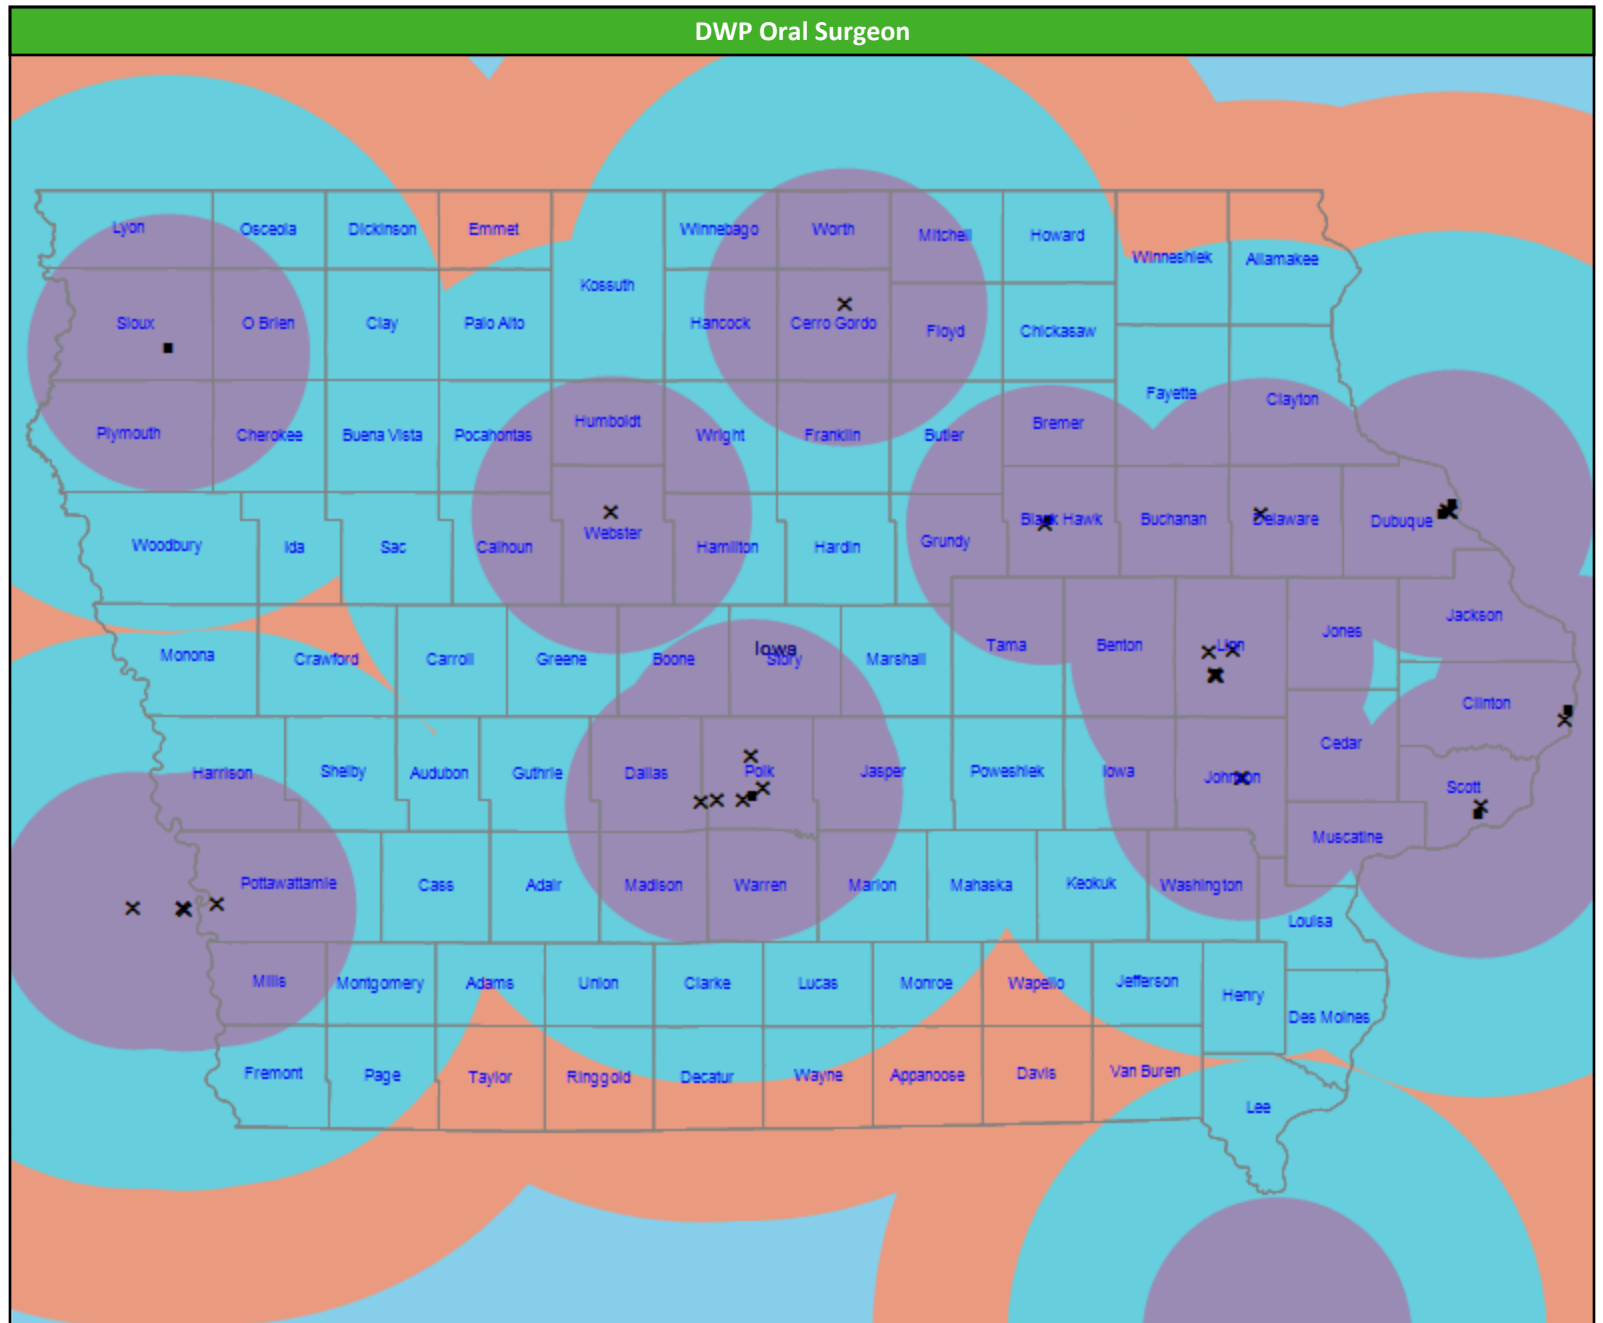 DWP Oral Surgeon
Lyon
Osceola
Dickinson
Emmet
Winnebago
Worth
Mitchell
Howard
Winneshiek
Allamakee
Kossuth
Sioux
O Brien
Clay
Palo Alto
Hancock
Cerro Gordo
Floyd
Chickasaw
Fayette
Clayton
Plymouth
Cherokee
Buena Vista
Pocahontas
Humboldt
Wright
Franklin
Butler
Bremer
Woodbury
Ida
Sac
Calhoun
Webster
Hamilton
Hardin
Grundy
Black Hawk
Buchanan
Delaware
Dubuque
Monona
Crawford
Carroll
Greene
Boone
Iowa
Story
Marshall
Tama
Benton
Linn
Jones
Jackson
Clinton
Harrison
Shelby
Audubon
Guthrie
Dallas
Polk
Jasper
Poweshiek
Iowa
Johnson
Cedar
Scott
Muscatine
Pottawattamie
Cass
Adair
Madison
Warren
Marion
Mahaska
Keokuk
Washington
Louisa
Mills
Montgomery
Adams
Union
Clarke
Lucas
Monroe
Wapello
Jefferson
Henry
Des Moines
Fremont
Page
Taylor
Ringgold
Decatur
Wayne
Appanoose
Davis
Van Buren
Lee